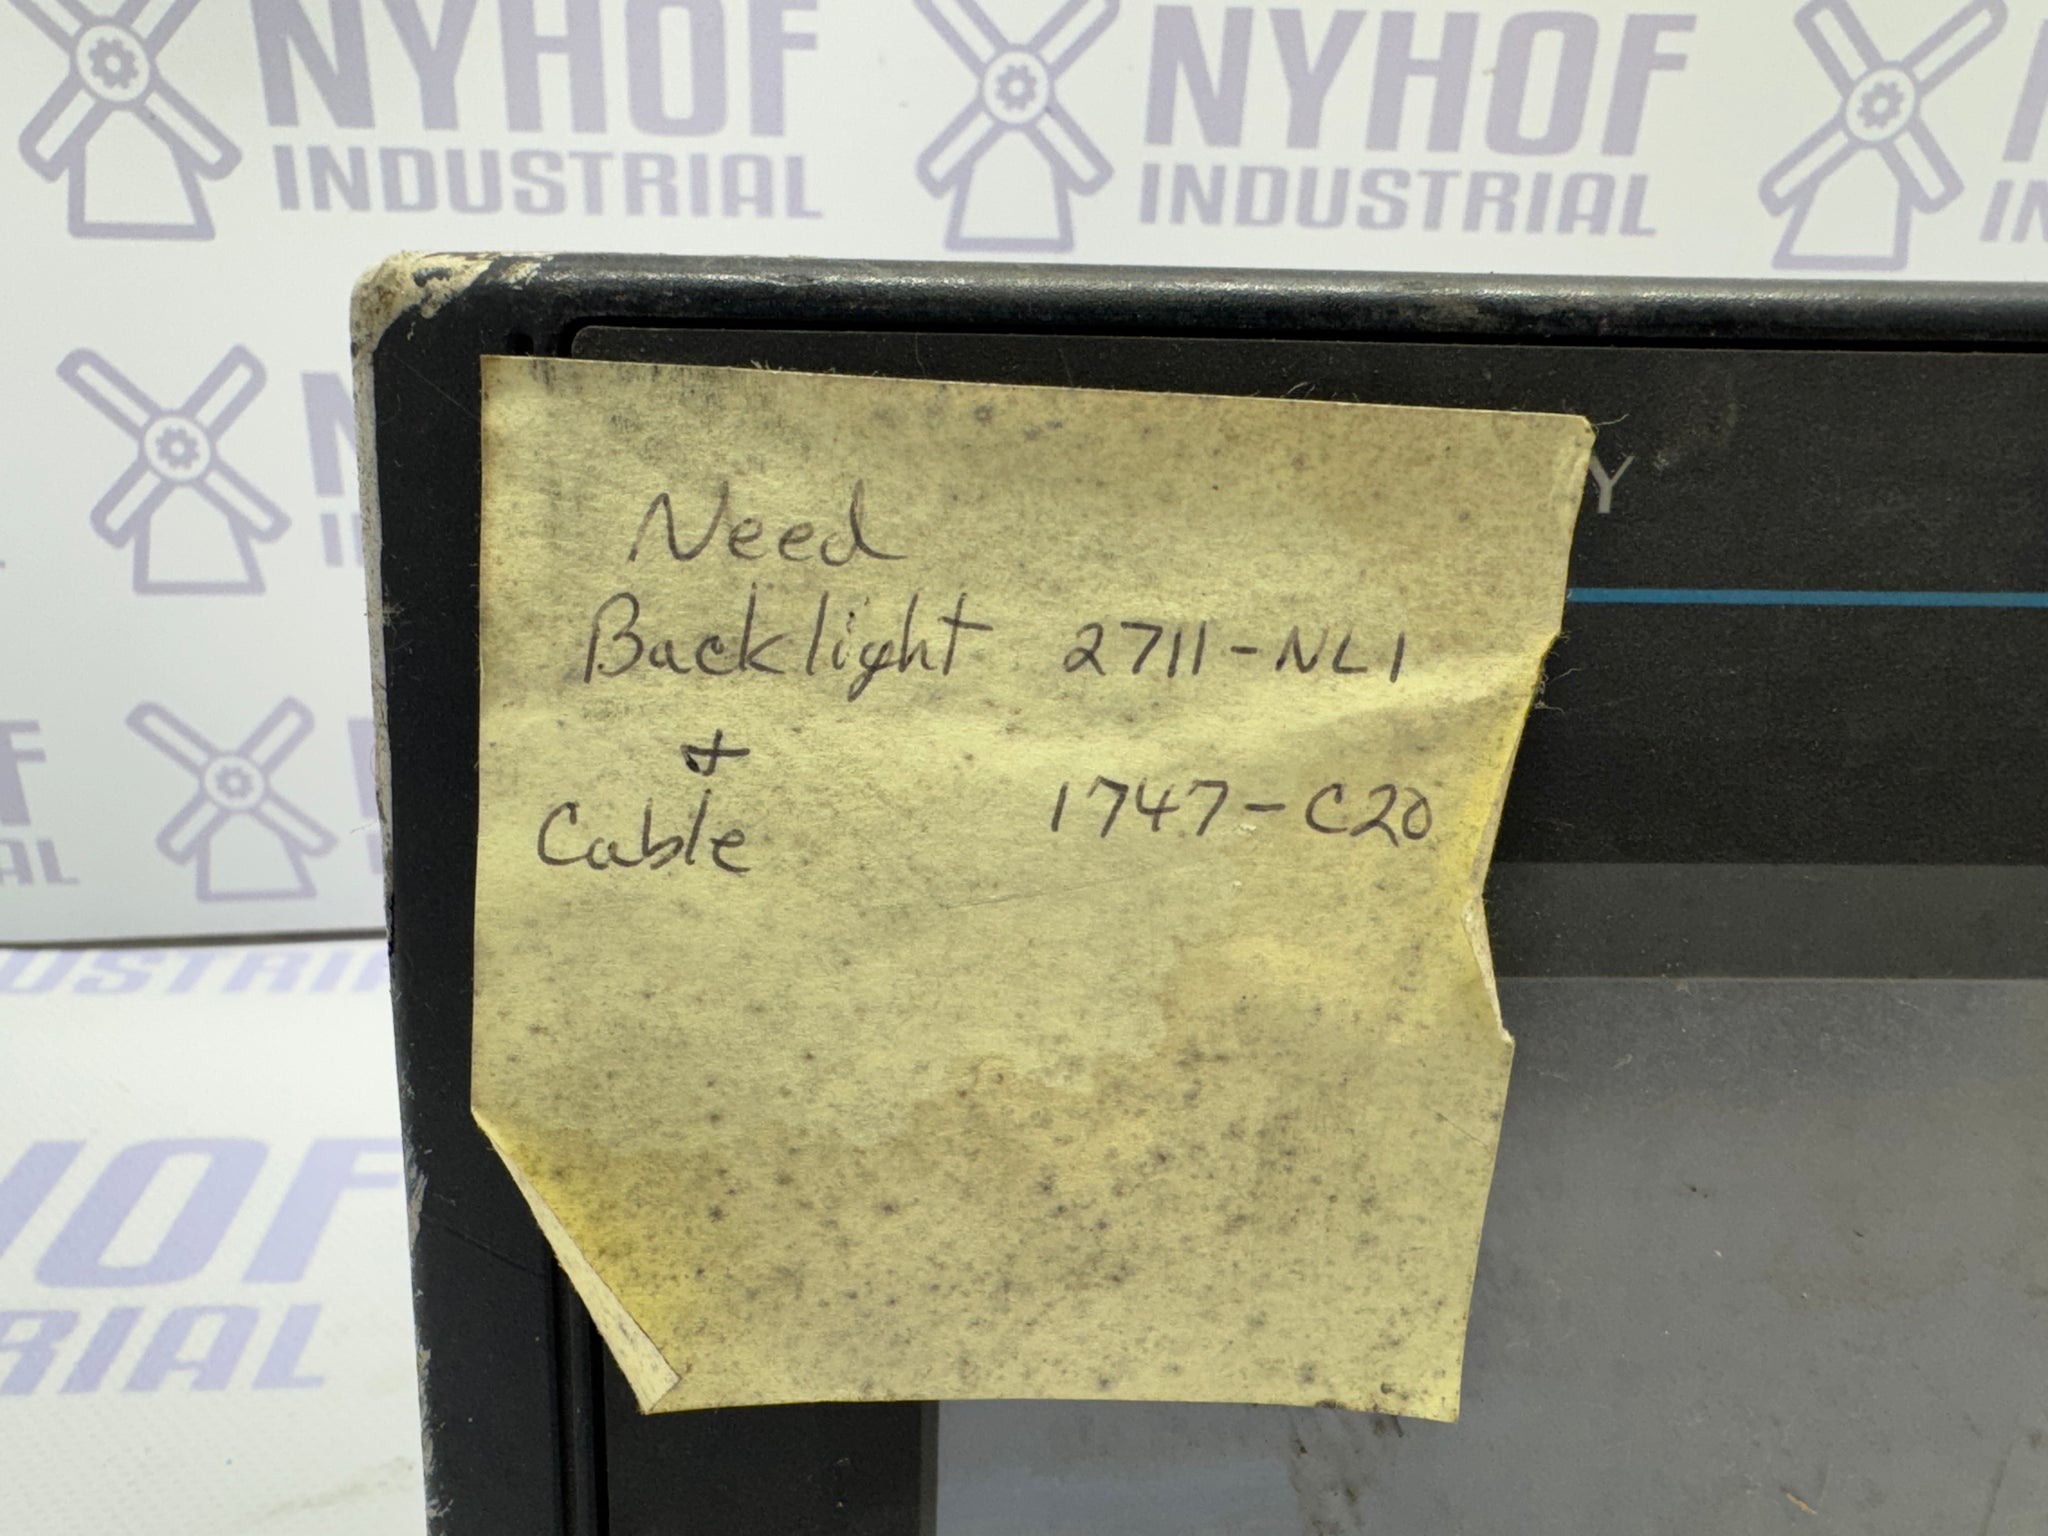 NYHOF INDUSTRIAL
NYHOF INDUSTRIAL
Y
Need
Backlight 2711-NL1
+
Cable 1747-C20